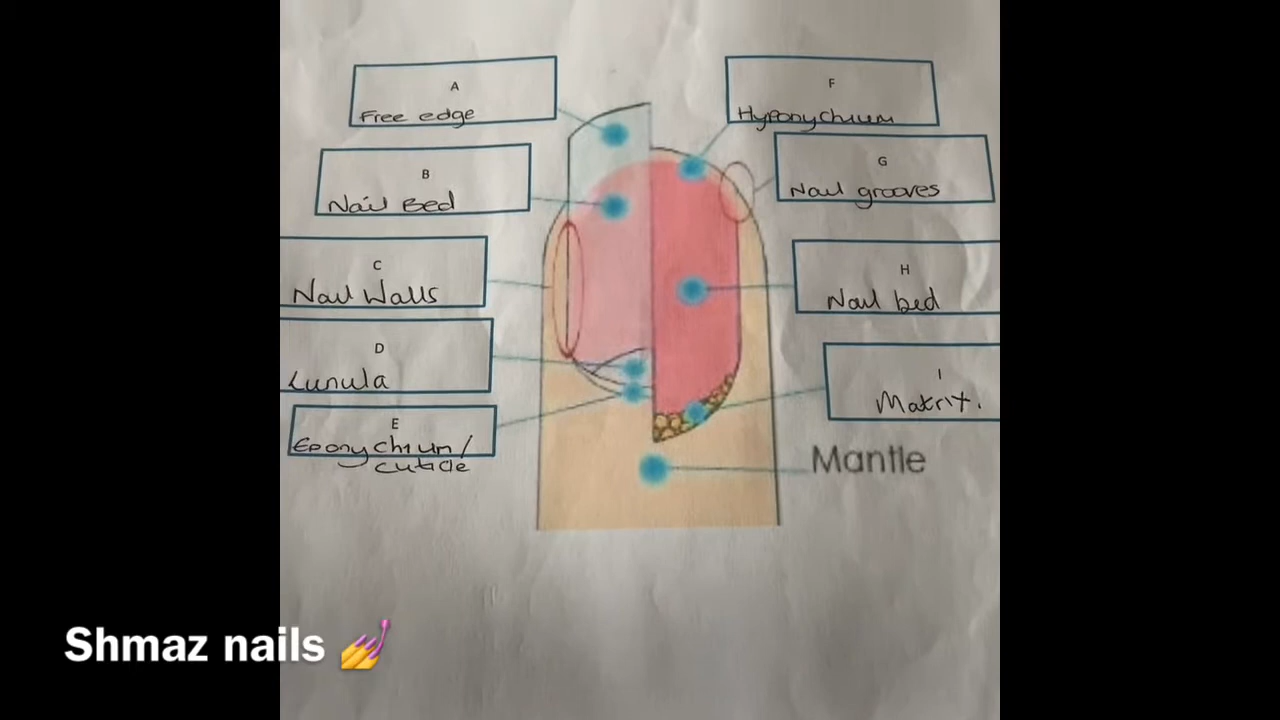 A
Free edge
B
Nail Bed
C
Nail Walls
D
Lunula
E
Eponychium/
cuticle
F
Hyponychium
G
Nail grooves
H
Nail bed
I
Matrix.
Mantle
Shmaz nails 💅